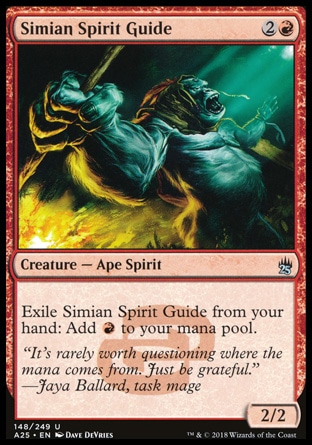 Simian Spirit Guide 2
Creature — Ape Spirit
25
Exile Simian Spirit Guide from your
hand: Add to your mana pool.
“It’s rarely worth questioning where the
mana comes from. Just be grateful.”
—Jaya Ballard, task mage
2/2
148/249 U
A25 • EN Dave DeVries
™ & © 2018 Wizards of the Coast